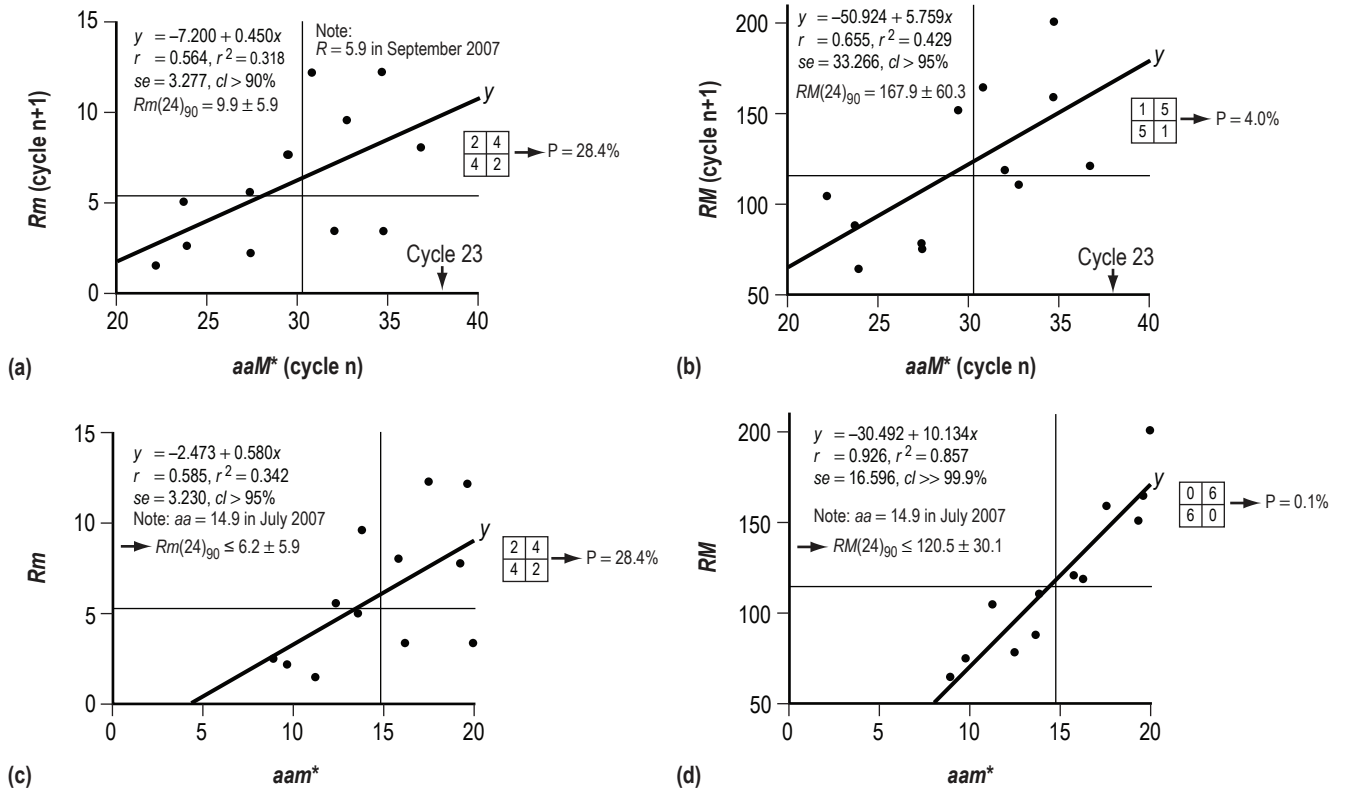 15
10
5
0
Rm (cycle n+1)
y = –7.200 + 0.450x
r = 0.564, r² = 0.318
se = 3.277, cl > 90%
Rm(24)₉₀ = 9.9 ± 5.9
Note:
R = 5.9 in September 2007
y
2 4
4 2
P = 28.4%
Cycle 23
20 25 30 35 40
(a)
aaM* (cycle n)
200
150
100
50
RM (cycle n+1)
y = –50.924 + 5.759x
r = 0.655, r² = 0.429
se = 33.266, cl > 95%
RM(24)₉₀ = 167.9 ± 60.3
y
1 5
5 1
P = 4.0%
Cycle 23
20 25 30 35 40
(b)
aaM* (cycle n)
15
10
5
0
Rm
y = –2.473 + 0.580x
r = 0.585, r² = 0.342
se = 3.230, cl > 95%
Note: aa = 14.9 in July 2007
Rm(24)₉₀ ≤ 6.2 ± 5.9
y
2 4
4 2
P = 28.4%
0 5 10 15 20
(c)
aam*
200
150
100
50
RM
y = –30.492 + 10.134x
r = 0.926, r² = 0.857
se = 16.596, cl >> 99.9%
Note: aa = 14.9 in July 2007
RM(24)₉₀ ≤ 120.5 ± 30.1
y
0 6
6 0
P = 0.1%
0 5 10 15 20
(d)
aam*